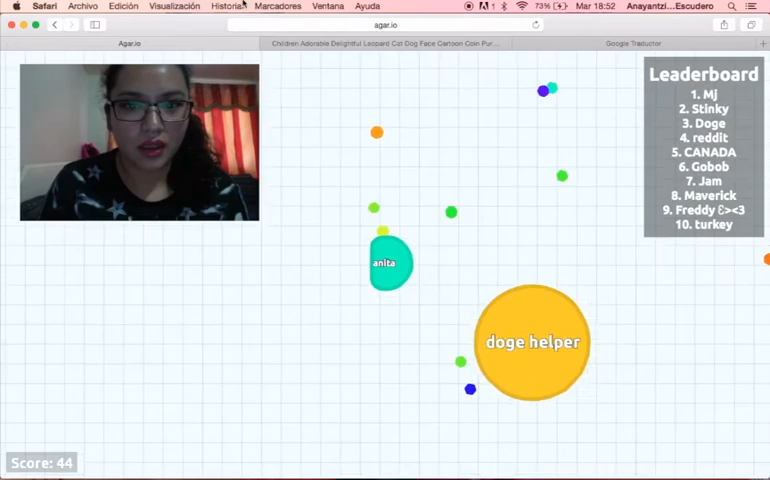 Safari Archivo Edición Visualización Historial Marcadores Ventana Ayuda 1 73% Mar 18:52 Anayantzi...Escudero
agar.io
Agar.io Children Adorable Delightful Leopard Czt Dog Face Cartoon Coin Pur... Google Traductor
Leaderboard
1. Mj
2. Stinky
3. Doge
4. reddit
5. CANADA
6. Gobob
7. Jam
8. Maverick
9. Freddy Ƹ><3
10. turkey
anita
doge helper
Score: 44